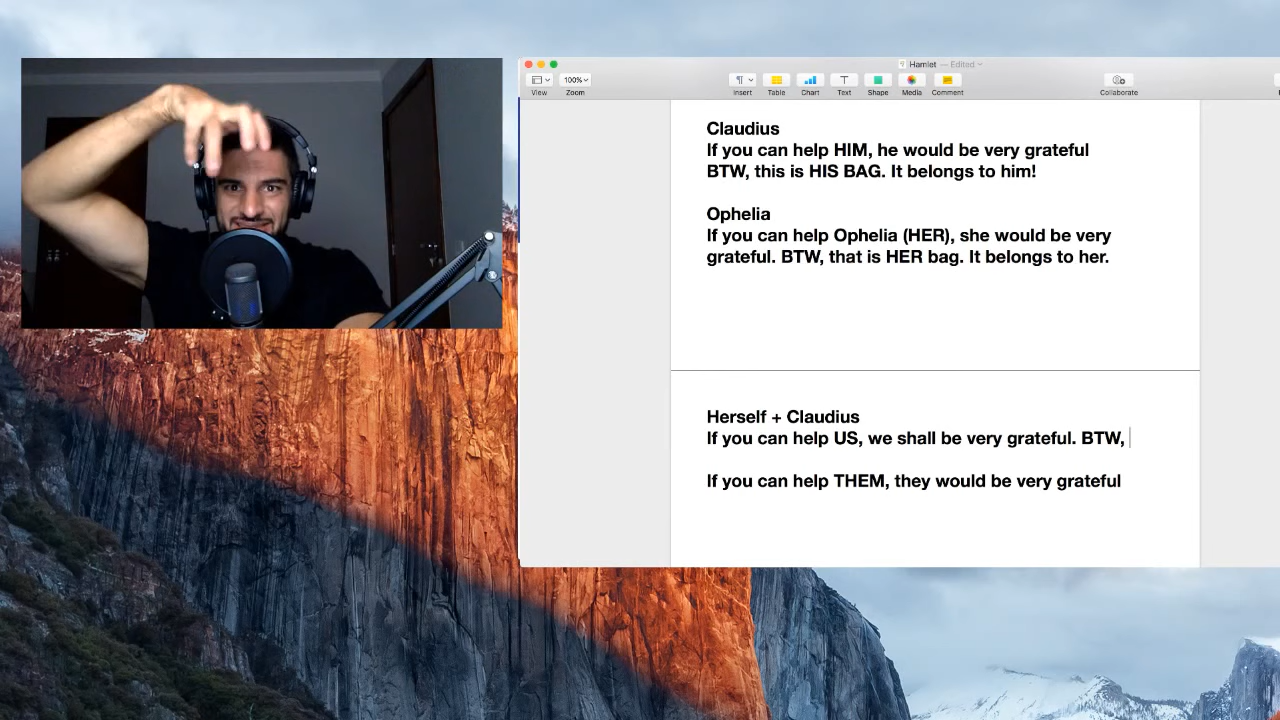 Hamlet — Edited
100%
View
Zoom
Insert
Table
Chart
Text
Shape
Media
Comment
Collaborate
Claudius
If you can help HIM, he would be very grateful
BTW, this is HIS BAG. It belongs to him!
Ophelia
If you can help Ophelia (HER), she would be very
grateful. BTW, that is HER bag. It belongs to her.
Herself + Claudius
If you can help US, we shall be very grateful. BTW,
If you can help THEM, they would be very grateful